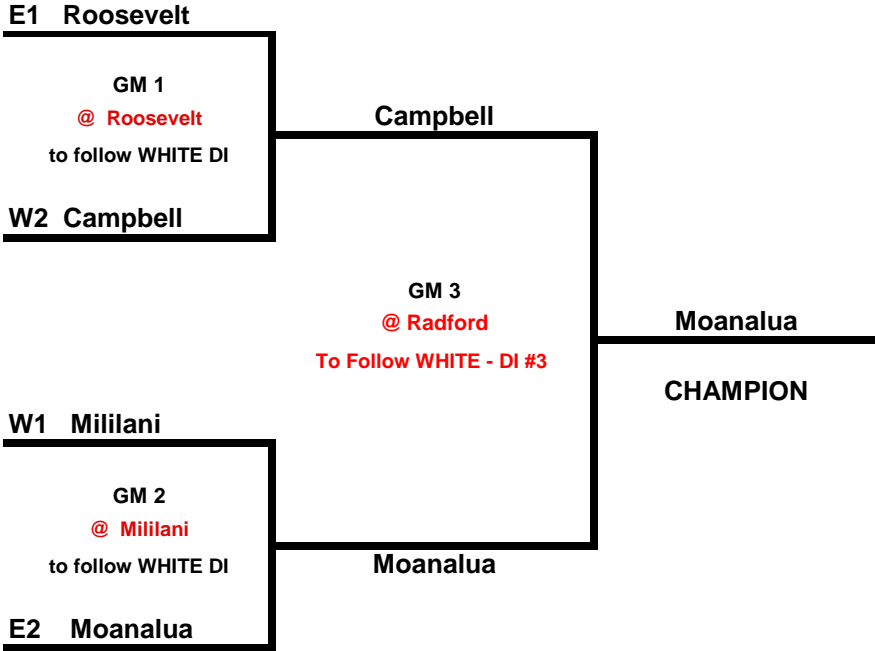 E1 Roosevelt
GM 1
@ Roosevelt
to follow WHITE DI
W2 Campbell
Campbell
GM 3
@ Radford
To Follow WHITE - DI #3
Moanalua
CHAMPION
W1 Mililani
GM 2
@ Mililani
to follow WHITE DI
E2 Moanalua
Moanalua